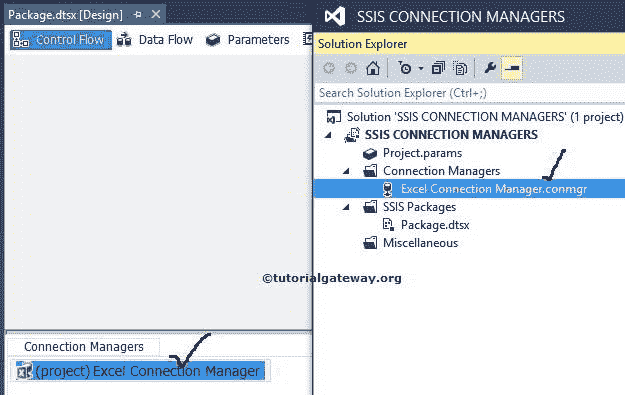 Package.dtsx [Design]
Control Flow
Data Flow
Parameters
Connection Managers
(project) Excel Connection Manager
©tutorialgateway.org
SSIS CONNECTION MANAGERS
Solution Explorer
Search Solution Explorer (Ctrl+;)
Solution 'SSIS CONNECTION MANAGERS' (1 project)
SSIS CONNECTION MANAGERS
Project.params
Connection Managers
Excel Connection Manager.conmgr
SSIS Packages
Package.dtsx
Miscellaneous